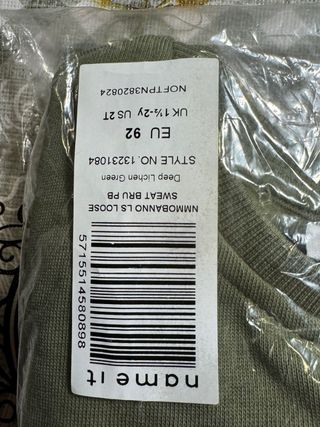 name it
5715514580898
NMMOBANNO LS LOOSE
SWEAT BRU PB
Deep Lichen Green
STYLE NO. 13231084
EU 92
UK 1½-2y US 2T
NOFTPN3820824